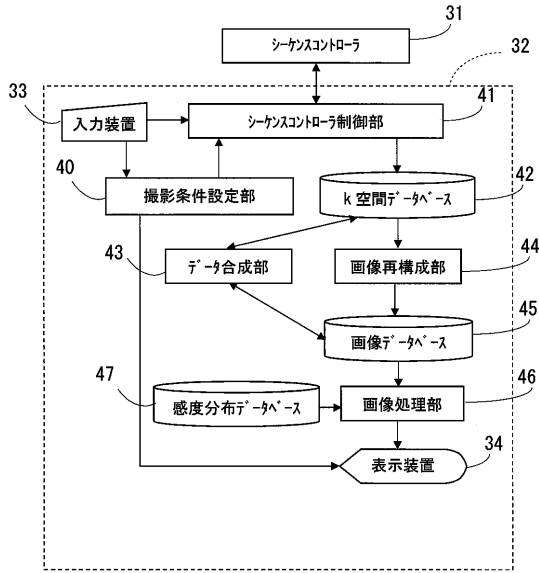 31
ｼｰｹﾝｽｺﾝﾄﾛｰﾗ
32
33
入力装置
41
ｼｰｹﾝｽｺﾝﾄﾛｰﾗ制御部
40
撮影条件設定部
42
k 空間ﾃﾞｰﾀﾍﾞｰｽ
43
ﾃﾞｰﾀ合成部
44
画像再構成部
45
画像ﾃﾞｰﾀﾍﾞｰｽ
47
感度分布ﾃﾞｰﾀﾍﾞｰｽ
46
画像処理部
34
表示装置